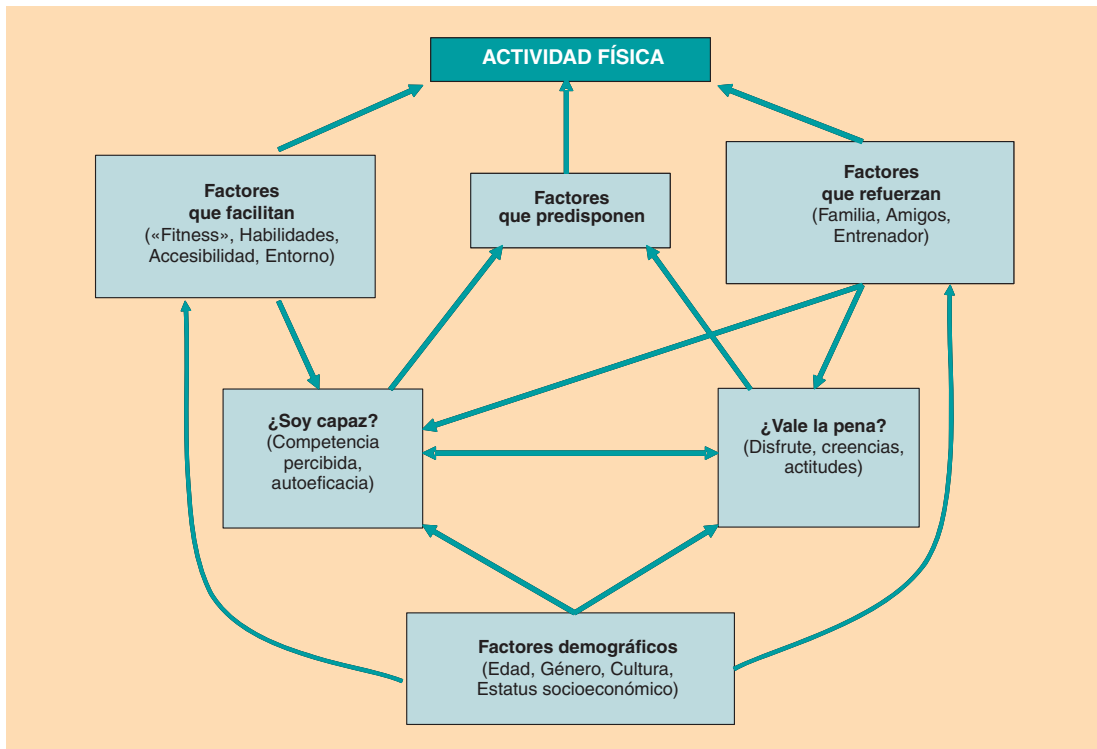 ACTIVIDAD FÍSICA
Factores
que facilitan
(«Fitness», Habilidades,
Accesibilidad, Entorno)
Factores
que predisponen
Factores
que refuerzan
(Familia, Amigos,
Entrenador)
¿Soy capaz?
(Competencia
percibida,
autoeficacia)
¿Vale la pena?
(Disfrute, creencias,
actitudes)
Factores demográficos
(Edad, Género, Cultura,
Estatus socioeconómico)